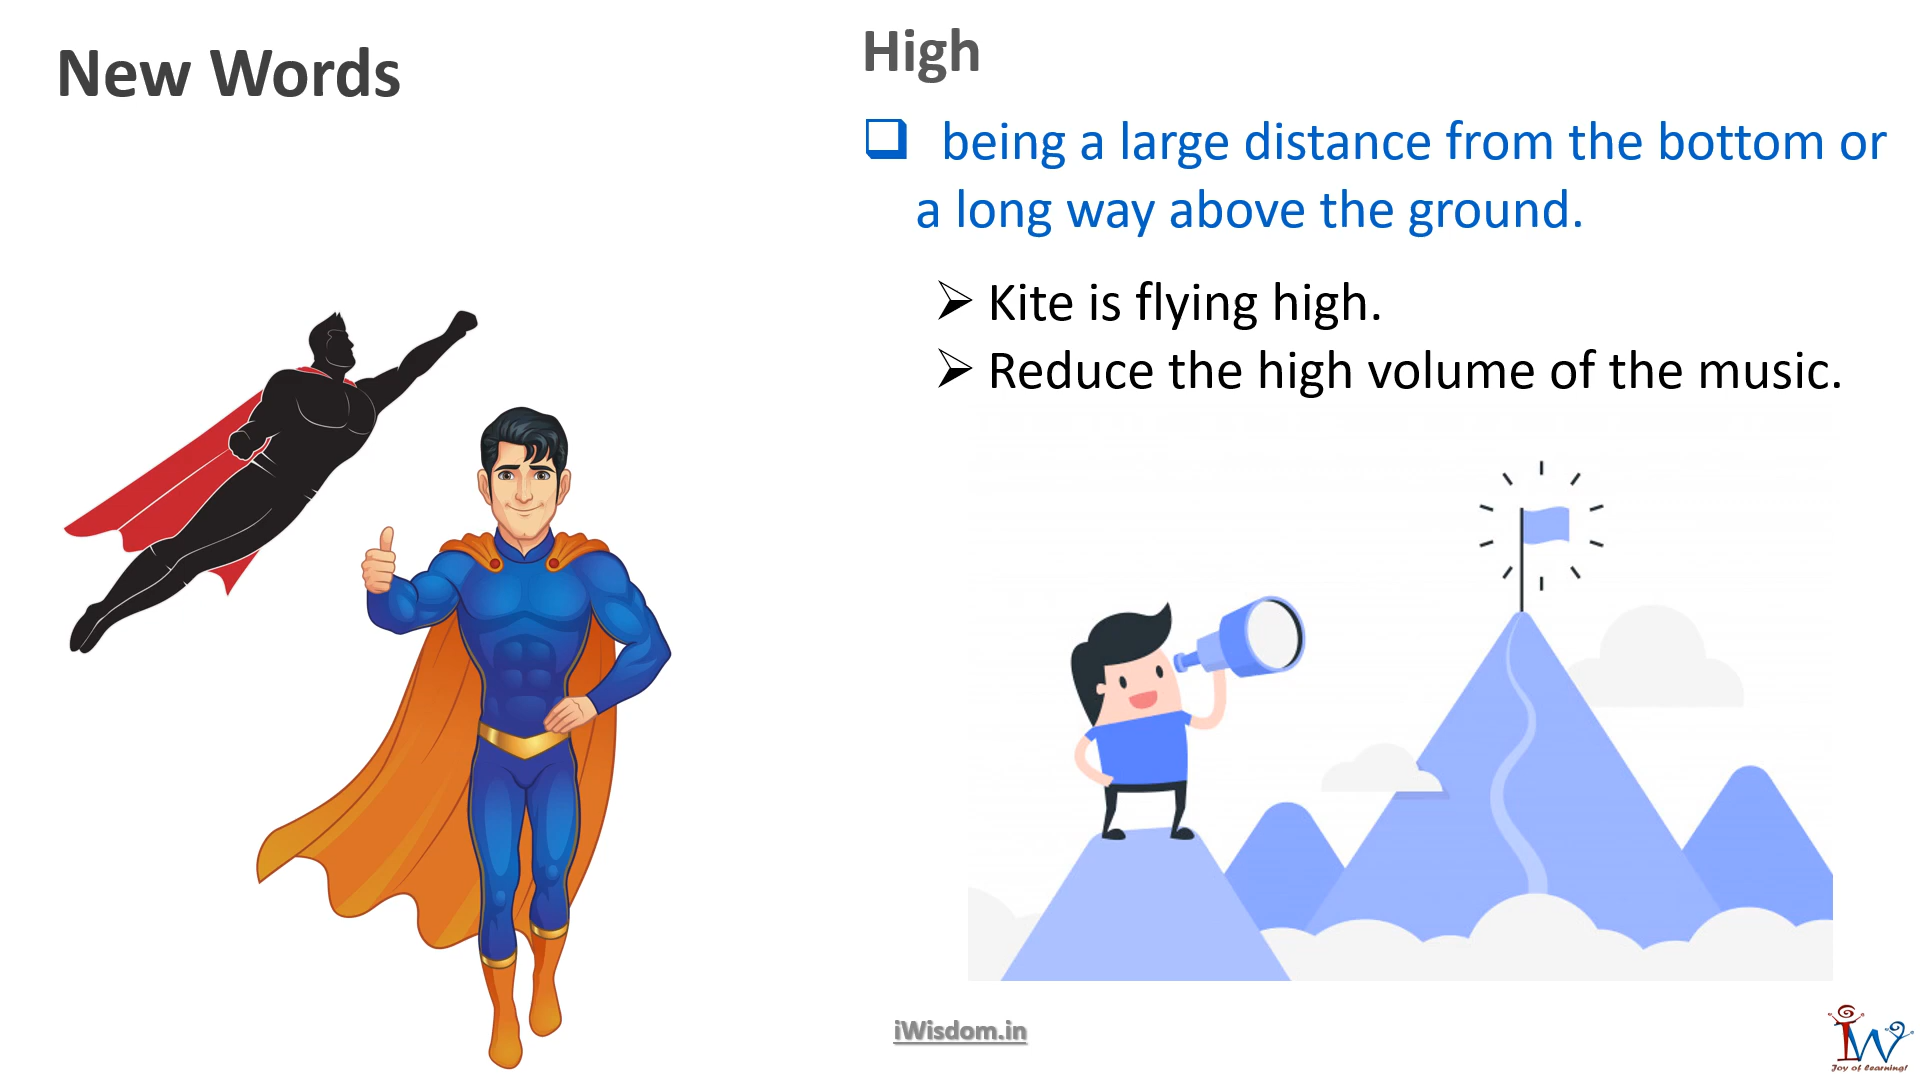 New Words
High
❑ being a large distance from the bottom or
a long way above the ground.
➢ Kite is flying high.
➢ Reduce the high volume of the music.
iWisdom.in
iW
Joy of learning!